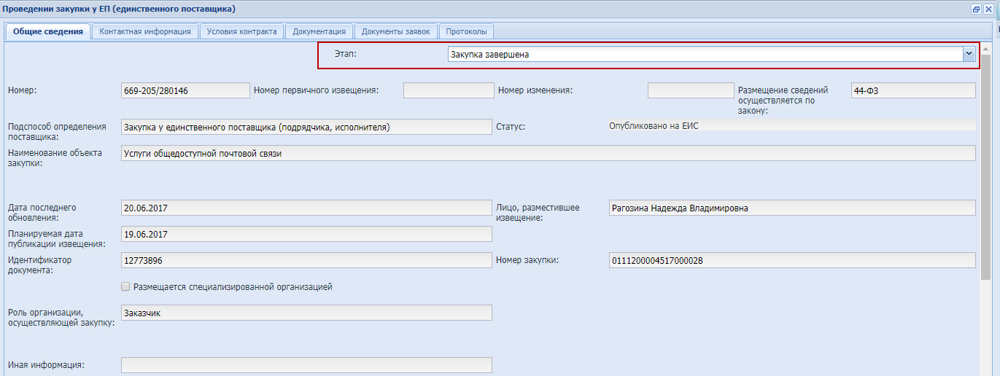 Проведении закупки у ЕП (единственного поставщика)
Общие сведения Контактная информация Условия контракта Документация Документы заявок Протоколы
Этап: Закупка завершена
Номер: 669-205/280146 Номер первичного извещения: Номер изменения: Размещение сведений осуществляется по закону: 44-ФЗ
Подспособ определения поставщика: Закупка у единственного поставщика (подрядчика, исполнителя) Статус: Опубликовано на ЕИС
Наименование объекта закупки: Услуги общедоступной почтовой связи
Дата последнего обновления: 20.06.2017 Лицо, разместившее извещение: Рагозина Надежда Владимировна
Планируемая дата публикации извещения: 19.06.2017
Идентификатор документа: 12773896 Номер закупки: 0111200004517000028
Размещается специализированной организацией
Роль организации, осуществляющей закупку: Заказчик
Иная информация: